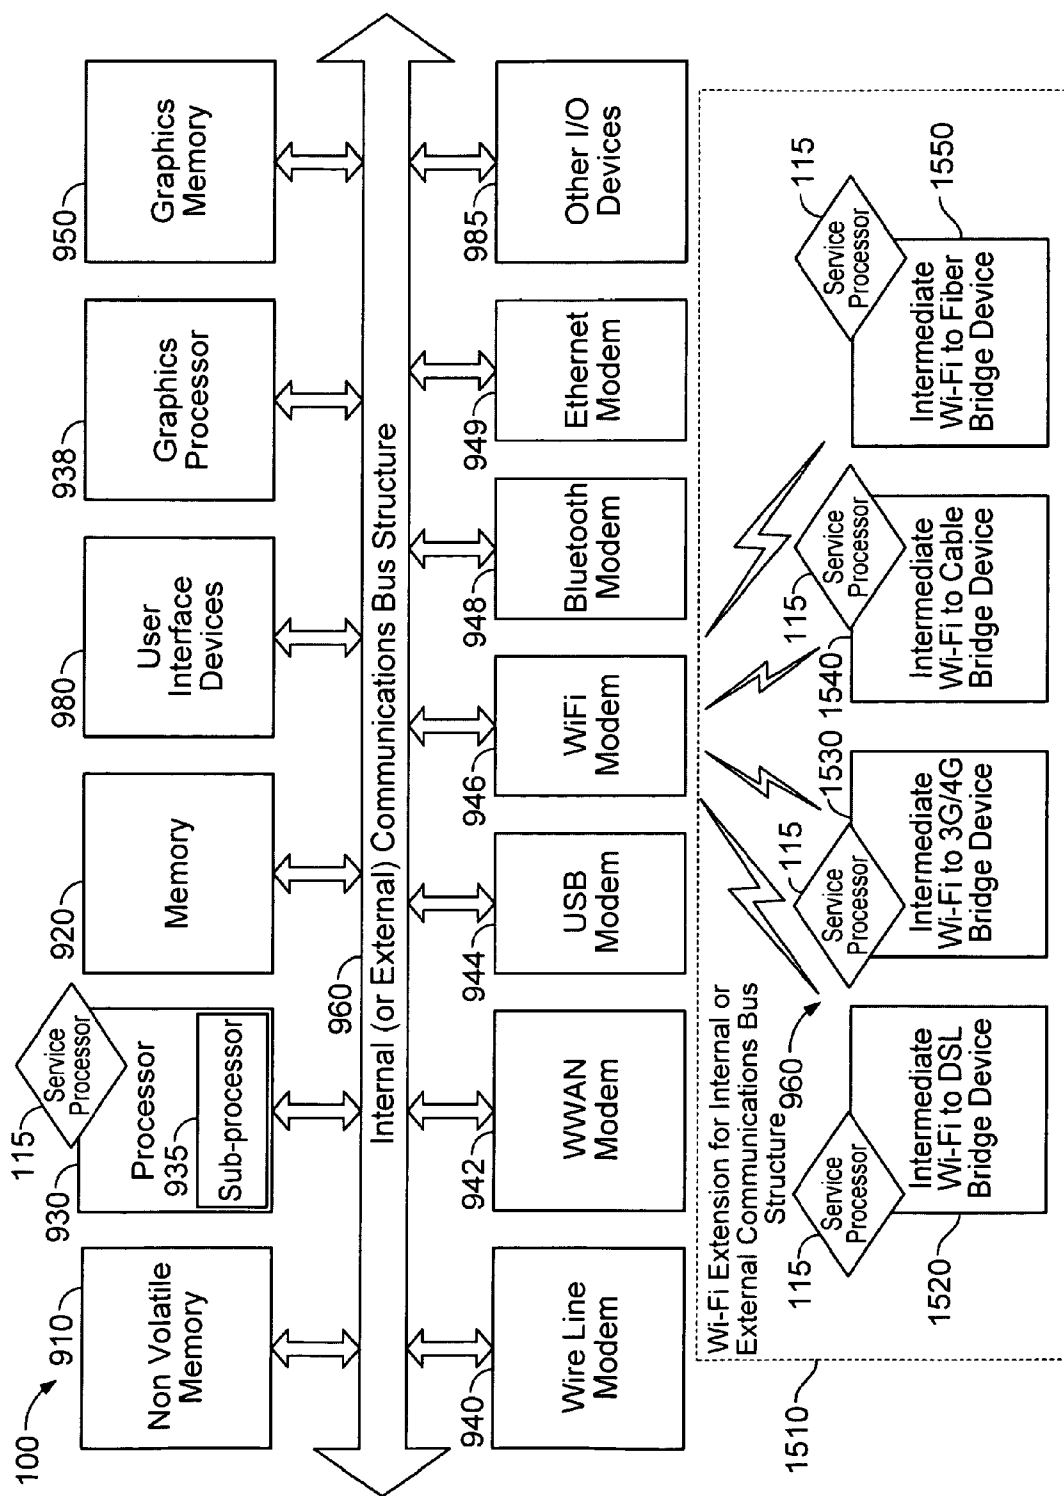 100
910
Non Volatile
Memory
930
115
Service
Processor
Processor
935
Sub-processor
920
Memory
980
User
Interface
Devices
938
Graphics
Processor
950
Graphics
Memory
960
Internal (or External) Communications Bus Structure
940
Wire Line
Modem
942
WWAN
Modem
944
USB
Modem
946
WiFi
Modem
948
Bluetooth
Modem
949
Ethernet
Modem
985
Other I/O
Devices
1510
Wi-Fi Extension for Internal or
External Communications Bus
Structure
960
115
Service
Processor
1520
Intermediate
Wi-Fi to DSL
Bridge Device
115
Service
Processor
1530
Intermediate
Wi-Fi to 3G/4G
Bridge Device
115
Service
Processor
1540
Intermediate
Wi-Fi to Cable
Bridge Device
115
Service
Processor
1550
Intermediate
Wi-Fi to Fiber
Bridge Device